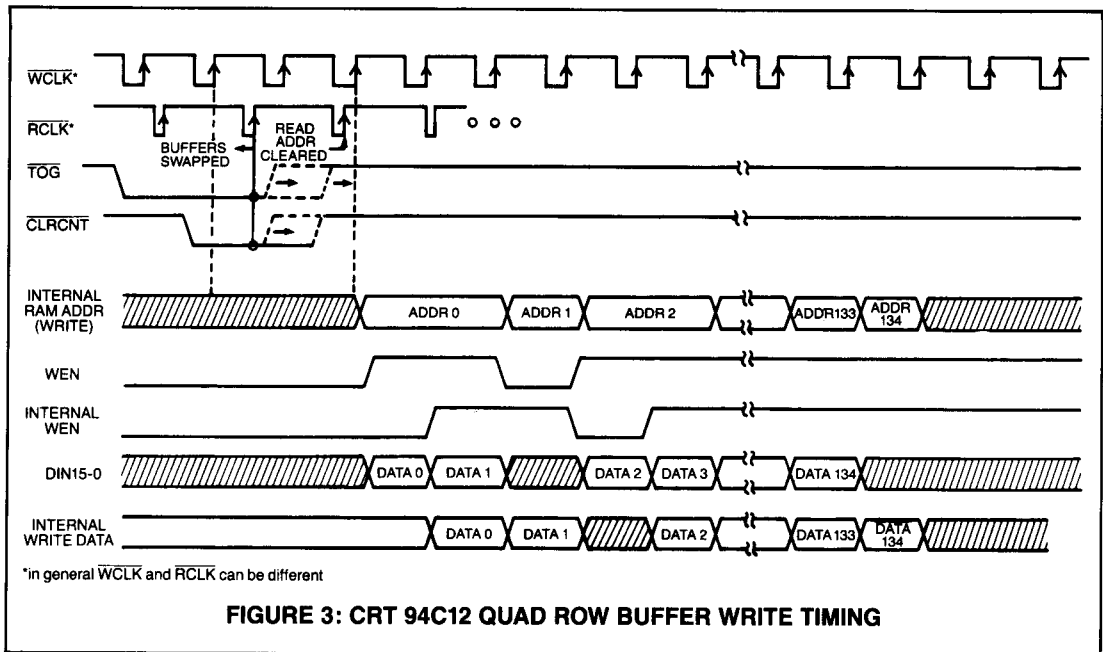 WCLK*
RCLK*
BUFFERS
SWAPPED
READ
ADDR
CLEARED
TOG
CLRCNT
INTERNAL
RAM ADDR
(WRITE)
ADDR 0
ADDR 1
ADDR 2
ADDR133
ADDR
134
WEN
INTERNAL
WEN
DIN15-0
DATA 0
DATA 1
DATA 2
DATA 3
DATA 134
INTERNAL
WRITE DATA
DATA 0
DATA 1
DATA 2
DATA 133
DATA
134
*in general WCLK and RCLK can be different
FIGURE 3: CRT 94C12 QUAD ROW BUFFER WRITE TIMING